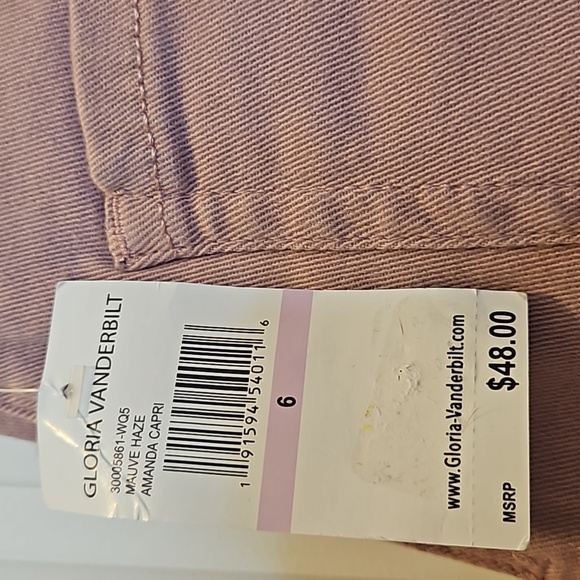 GLORIA VANDERBILT
30005861-WQ5
MAUVE HAZE
AMANDA CAPRI
1 91594 54011 6
6
www.Gloria-Vanderbilt.com
MSRP $48.00